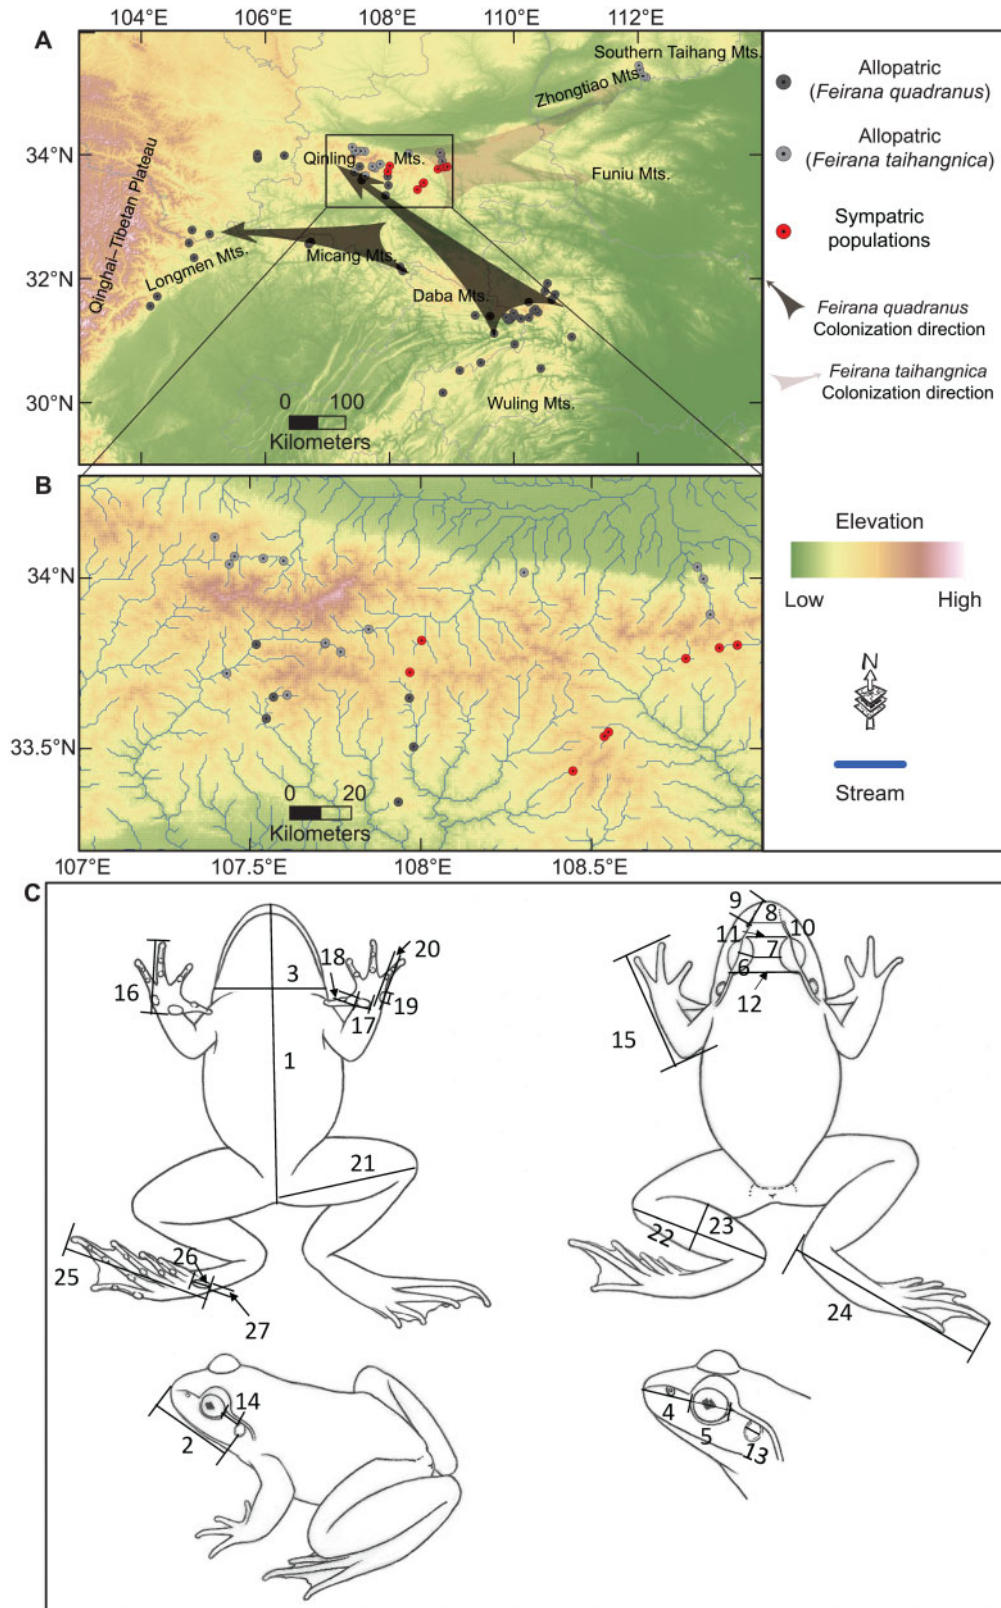 104°E 106°E 108°E 110°E 112°E
A
34°N
32°N
30°N
Southern Taihang Mts.
Zhongtiao Mts.
Qinling Mts.
Funiu Mts.
Qinghai–Tibetan Plateau
Longmen Mts.
Micang Mts.
Daba Mts.
Wuling Mts.
0 100
Kilometers
Allopatric
(Feirana quadranus)
Allopatric
(Feirana taihangnica)
Sympatric
populations
Feirana quadranus
Colonization direction
Feirana taihangnica
Colonization direction
B
34°N
33.5°N
0 20
Kilometers
107°E 107.5°E 108°E 108.5°E
Elevation
Low High
N
Stream
C
16
3
18
20
17
19
1
21
25
26
27
9
8
11
10
7
6
12
15
23
22
24
14
2
4
5
13